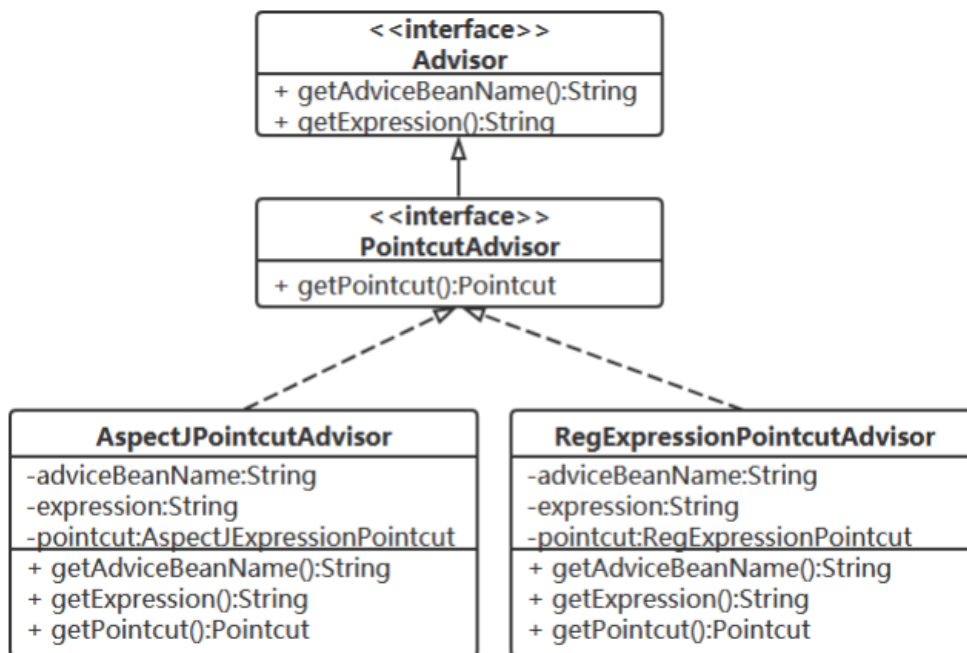 <<interface>>
Advisor
+ getAdviceBeanName():String
+ getExpression():String
<<interface>>
PointcutAdvisor
+ getPointcut():Pointcut
AspectJPointcutAdvisor
-adviceBeanName:String
-expression:String
-pointcut:AspectJExpressionPointcut
+ getAdviceBeanName():String
+ getExpression():String
+ getPointcut():Pointcut
RegExpressionPointcutAdvisor
-adviceBeanName:String
-expression:String
-pointcut:RegExpressionPointcut
+ getAdviceBeanName():String
+ getExpression():String
+ getPointcut():Pointcut